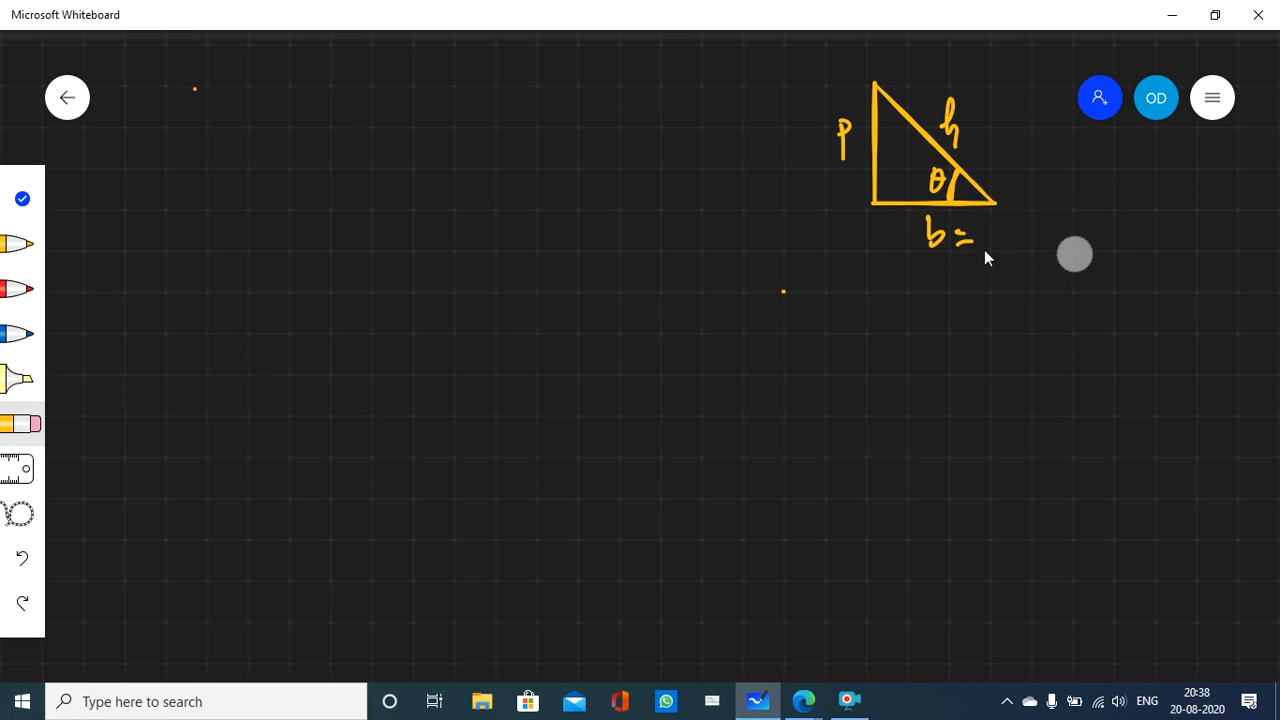 Microsoft Whiteboard
OD
p
h
θ
b =
Type here to search
ENG
20:38
20-08-2020